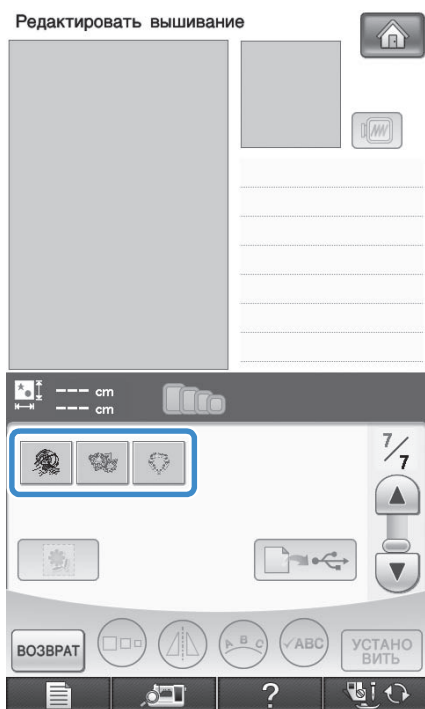 Редактировать вышивание
--- cm
--- cm
7/7
ВОЗВРАТ
A B C
✓ABC
УСТАНО
ВИТЬ
?
i